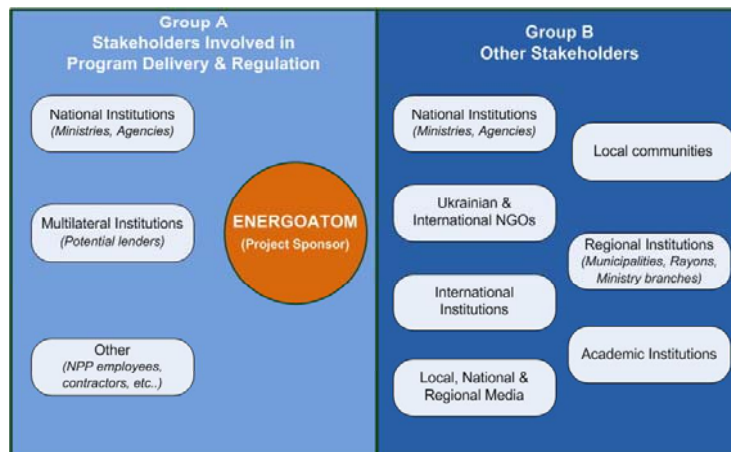 Group A
Stakeholders Involved in
Program Delivery & Regulation
National Institutions
(Ministries, Agencies)
Multilateral Institutions
(Potential lenders)
Other
(NPP employees,
contractors, etc..)
ENERGOATOM
(Project Sponsor)
Group B
Other Stakeholders
National Institutions
(Ministries, Agencies)
Ukrainian &
International NGOs
International
Institutions
Local, National &
Regional Media
Local communities
Regional Institutions
(Municipalities, Rayons,
Ministry branches)
Academic Institutions